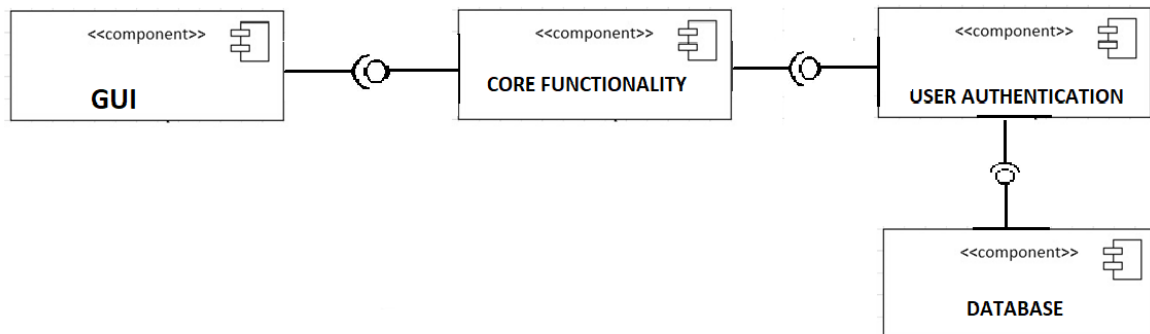 <<component>>
GUI
<<component>>
CORE FUNCTIONALITY
<<component>>
USER AUTHENTICATION
<<component>>
DATABASE